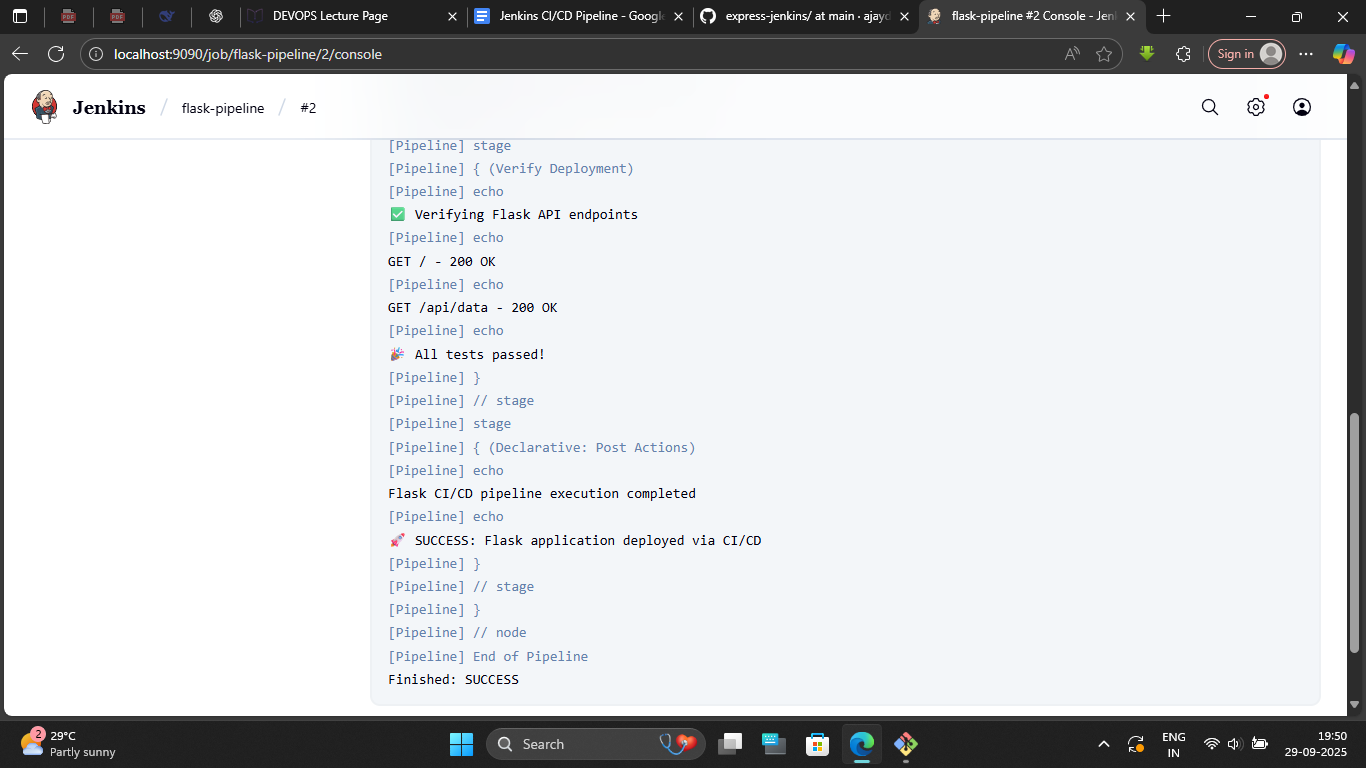 DEVOPS Lecture Page
Jenkins CI/CD Pipeline - Google
express-jenkins/ at main · ajayd
flask-pipeline #2 Console - Jen
localhost:9090/job/flask-pipeline/2/console
Sign in
Jenkins / flask-pipeline / #2
[Pipeline] stage
[Pipeline] { (Verify Deployment)
[Pipeline] echo
✅ Verifying Flask API endpoints
[Pipeline] echo
GET / - 200 OK
[Pipeline] echo
GET /api/data - 200 OK
[Pipeline] echo
🎉 All tests passed!
[Pipeline] }
[Pipeline] // stage
[Pipeline] stage
[Pipeline] { (Declarative: Post Actions)
[Pipeline] echo
Flask CI/CD pipeline execution completed
[Pipeline] echo
🚀 SUCCESS: Flask application deployed via CI/CD
[Pipeline] }
[Pipeline] // stage
[Pipeline] }
[Pipeline] // node
[Pipeline] End of Pipeline
Finished: SUCCESS
2
29°C
Partly sunny
Search
ENG
IN
19:50
29-09-2025